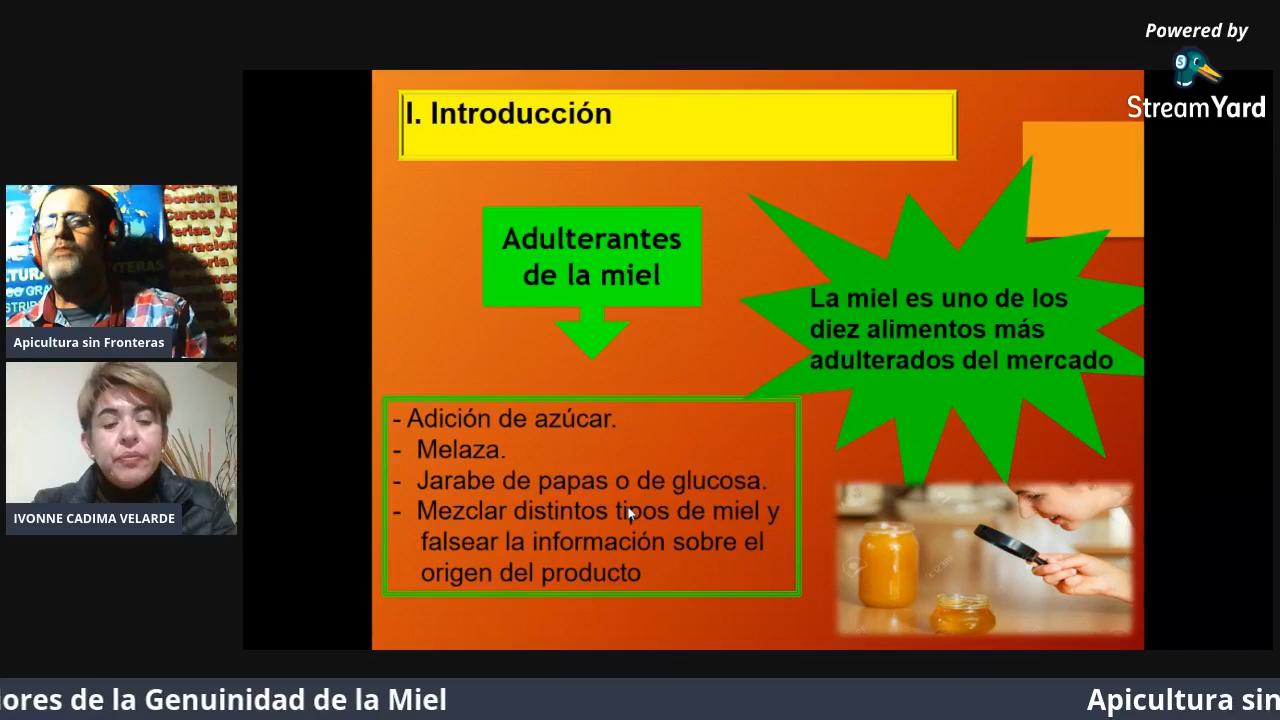 Powered by
StreamYard
I. Introducción
Adulterantes
de la miel
La miel es uno de los
diez alimentos más
adulterados del mercado
- Adición de azúcar.
- Melaza.
- Jarabe de papas o de glucosa.
- Mezclar distintos tipos de miel y
falsear la información sobre el
origen del producto
Apicultura sin Fronteras
IVONNE CADIMA VELARDE
de la Genuinidad de la Miel
Apicultura sin